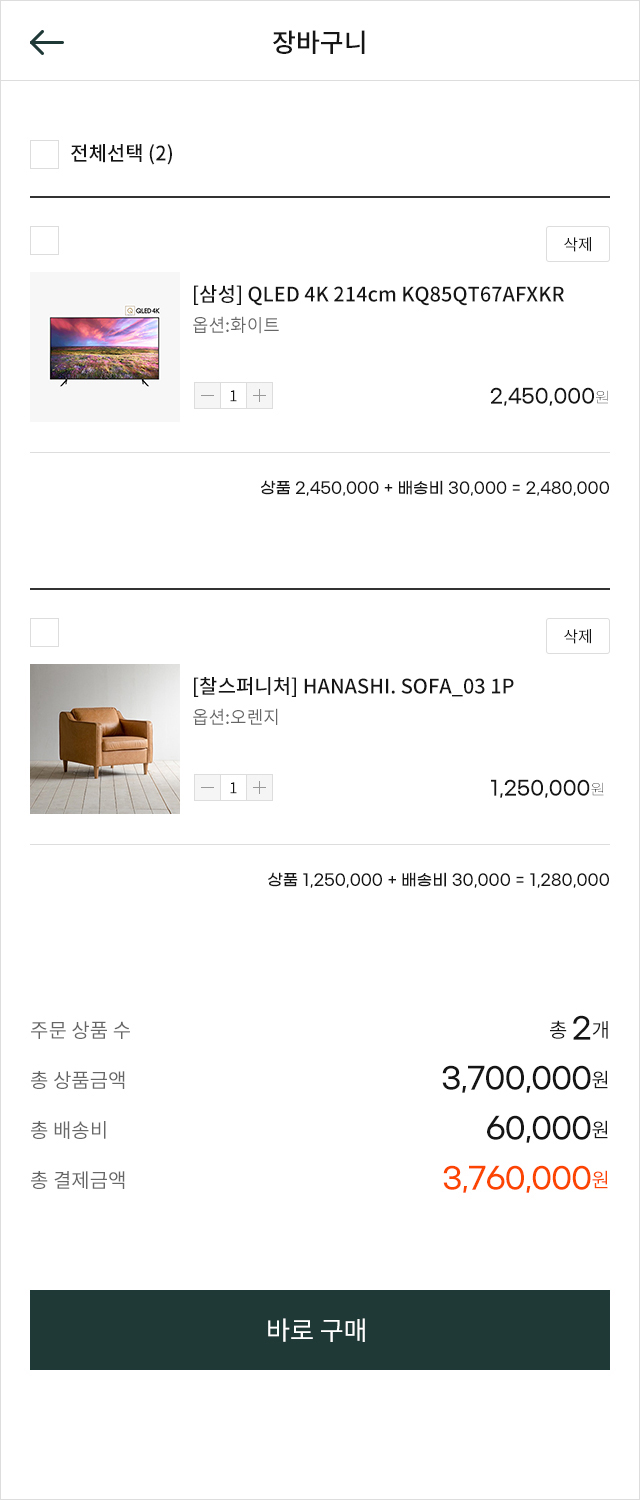 장바구니
전체선택 (2)
삭제
QLED 4K
[삼성] QLED 4K 214cm KQ85QT67AFXKR
옵션:화이트
1
2,450,000원
상품 2,450,000 + 배송비 30,000 = 2,480,000
삭제
[찰스퍼니처] HANASHI. SOFA_03 1P
옵션:오렌지
1
1,250,000원
상품 1,250,000 + 배송비 30,000 = 1,280,000
주문 상품 수 총 2개
총 상품금액 3,700,000원
총 배송비 60,000원
총 결제금액 3,760,000원
바로 구매